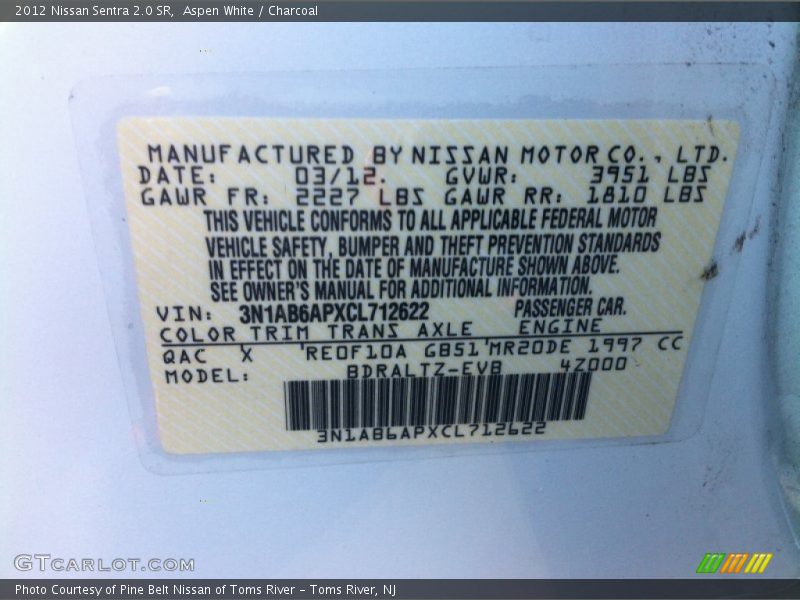 2012 Nissan Sentra 2.0 SR,  Aspen White / Charcoal
MANUFACTURED BY NISSAN MOTOR CO., LTD.
DATE: 03/12. GVWR: 3951 LBS
GAWR FR: 2227 LBS GAWR RR: 1810 LBS
THIS VEHICLE CONFORMS TO ALL APPLICABLE FEDERAL MOTOR
VEHICLE SAFETY, BUMPER AND THEFT PREVENTION STANDARDS
IN EFFECT ON THE DATE OF MANUFACTURE SHOWN ABOVE.
SEE OWNER'S MANUAL FOR ADDITIONAL INFORMATION.
VIN: 3N1AB6APXCL712622 PASSENGER CAR.
COLOR TRIM TRANS AXLE ENGINE
QAC X 'RE0F10A GB51'MR20DE 1997 CC
MODEL: BDRALTZ-EVB 4Z000
3N1AB6APXCL712622
GTCARLOT.COM
Photo Courtesy of Pine Belt Nissan of Toms River – Toms River, NJ